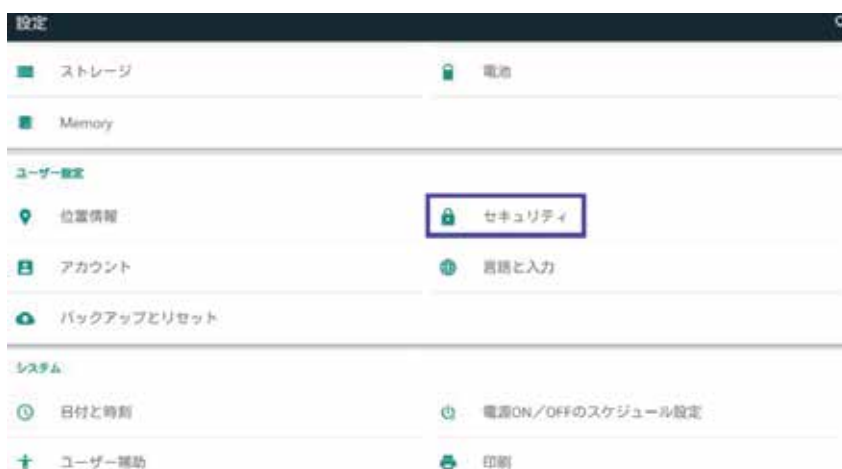 設定
ストレージ
電池
Memory
ユーザー設定
位置情報
セキュリティ
アカウント
言語と入力
バックアップとリセット
システム
日付と時刻
電源ON/OFFのスケジュール設定
ユーザー補助
印刷